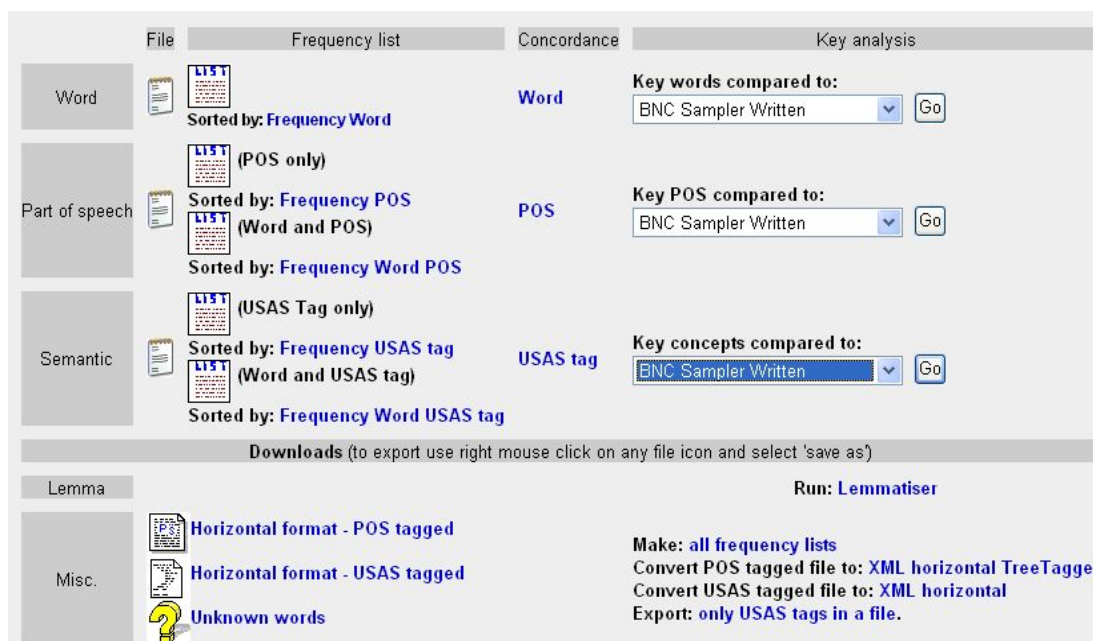 File Frequency list Concordance Key analysis
Word
LIST
Sorted by: Frequency Word
Word
Key words compared to:
BNC Sampler Written Go
Part of speech
LIST (POS only)
Sorted by: Frequency POS
LIST (Word and POS)
Sorted by: Frequency Word POS
POS
Key POS compared to:
BNC Sampler Written Go
Semantic
LIST (USAS Tag only)
Sorted by: Frequency USAS tag
LIST (Word and USAS tag)
Sorted by: Frequency Word USAS tag
USAS tag
Key concepts compared to:
BNC Sampler Written Go
Downloads (to export use right mouse click on any file icon and select 'save as')
Lemma Run: Lemmatiser
Misc.
PS Horizontal format - POS tagged
Horizontal format - USAS tagged
? Unknown words
Make: all frequency lists
Convert POS tagged file to: XML horizontal TreeTagge
Convert USAS tagged file to: XML horizontal
Export: only USAS tags in a file.